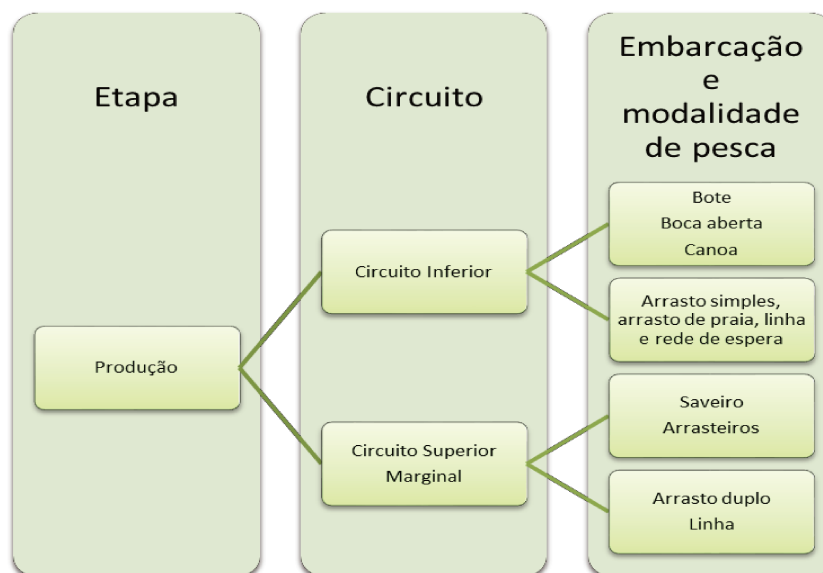 Etapa
Circuito
Embarcação
e
modalidade
de pesca
Produção
Circuito Inferior
Circuito Superior
Marginal
Bote
Boca aberta
Canoa
Arrasto simples,
arrasto de praia, linha
e rede de espera
Saveiro
Arrasteiros
Arrasto duplo
Linha